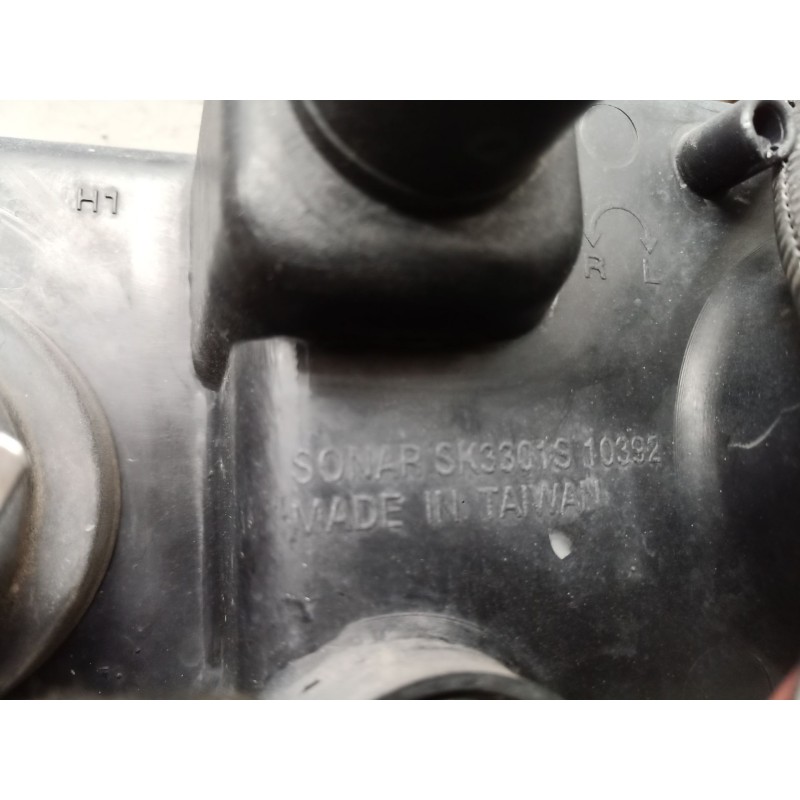 H1
R L
SONAR SK3301S 10392
MADE IN TAIWAN